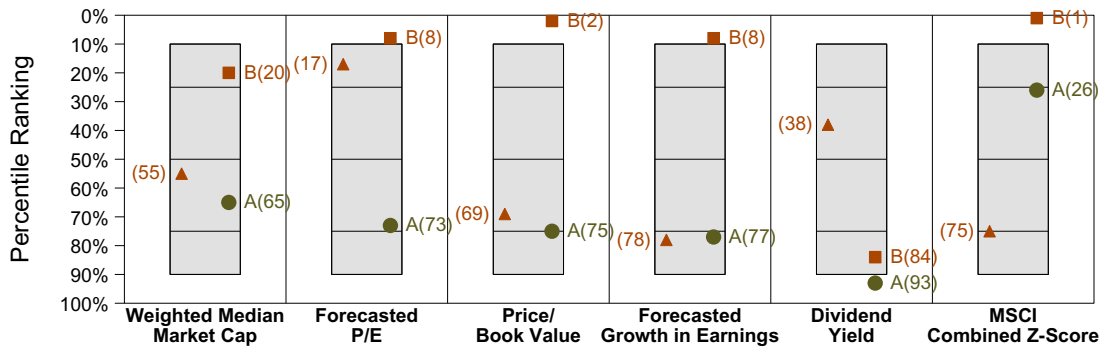 Percentile Ranking
0%
10%
20%
30%
40%
50%
60%
70%
80%
90%
100%
(55)
B(20)
A(65)
(17)
B(8)
A(73)
(69)
B(2)
A(75)
(78)
B(8)
A(77)
(38)
B(84)
A(93)
(75)
B(1)
A(26)
Weighted Median
Market Cap
Forecasted
P/E
Price/
Book Value
Forecasted
Growth in Earnings
Dividend
Yield
MSCI
Combined Z-Score